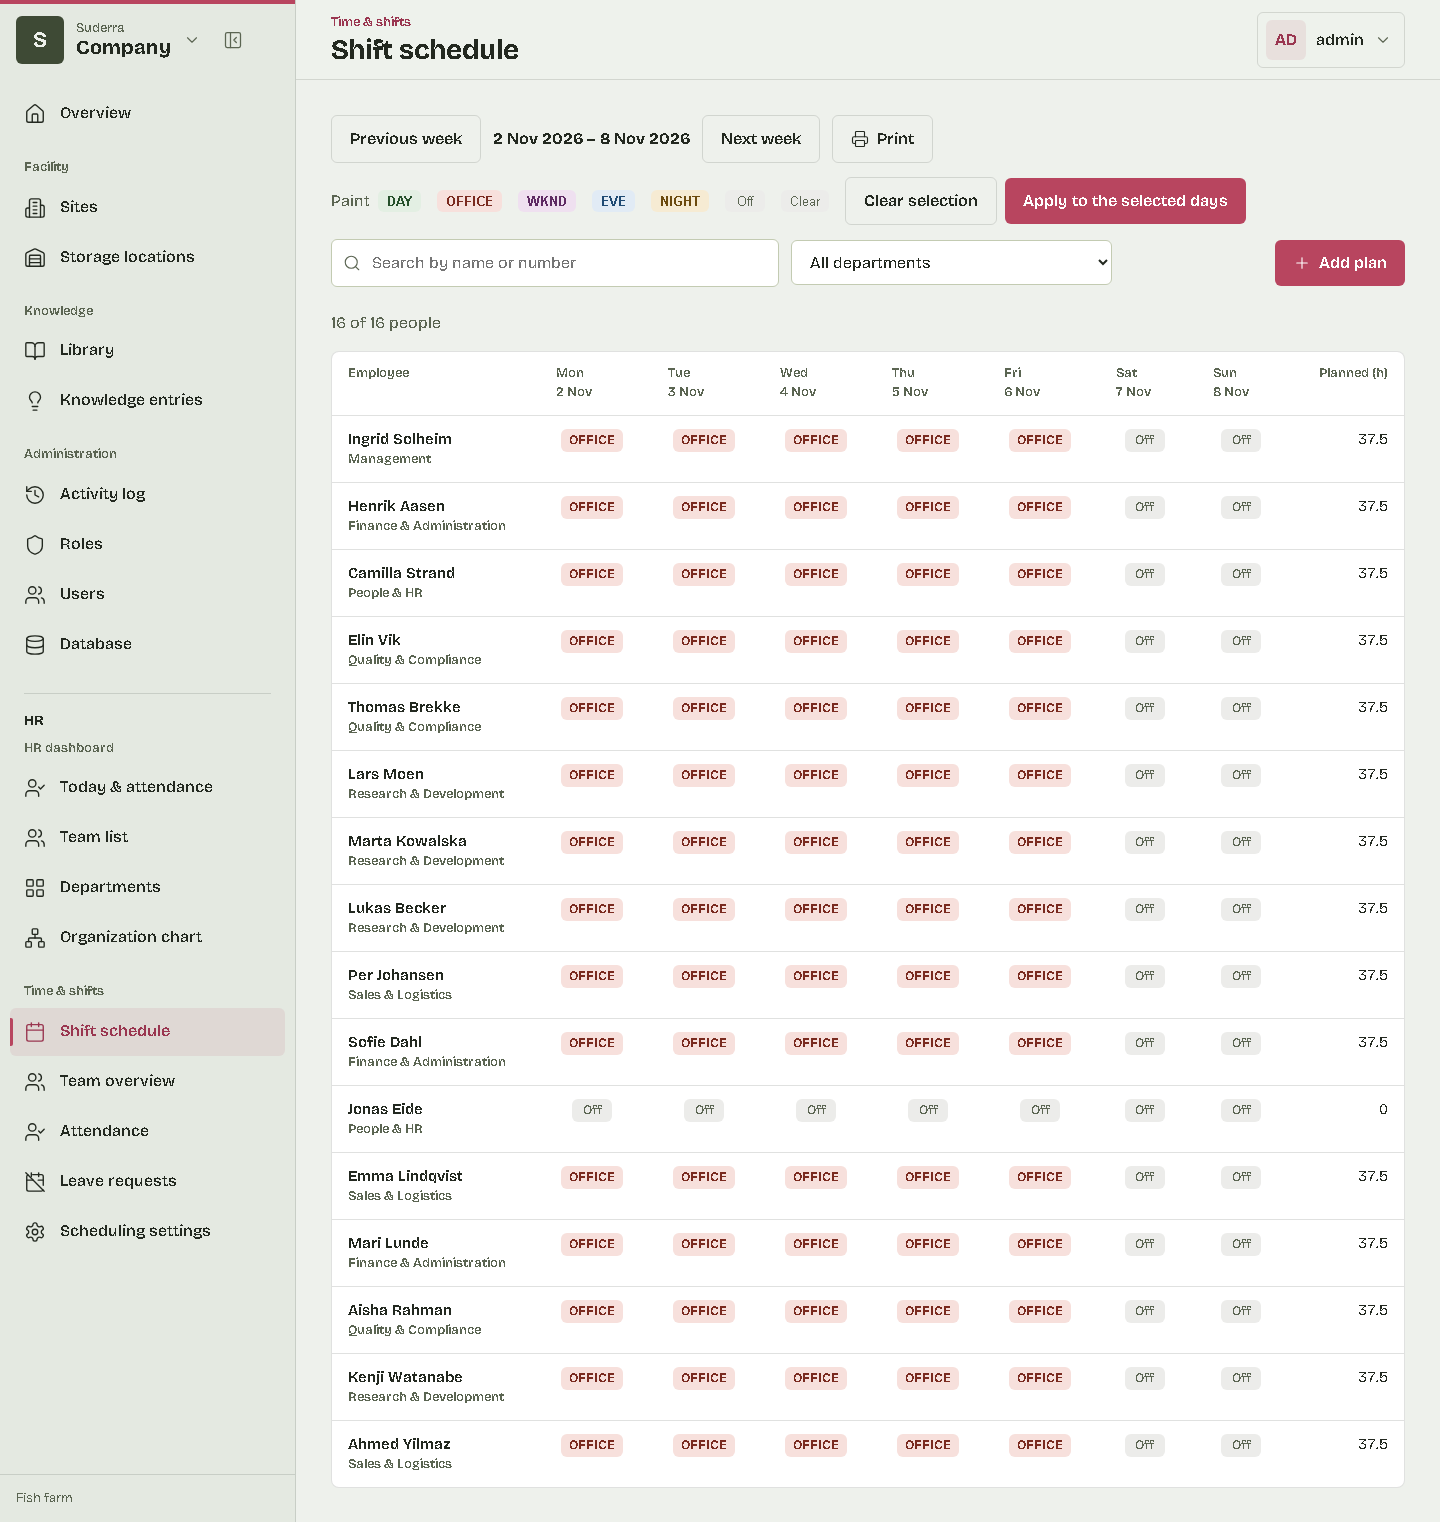 S
Suderra
Company
Overview
Facility
Sites
Storage locations
Knowledge
Library
Knowledge entries
Administration
Activity log
Roles
Users
Database
HR
HR dashboard
Today & attendance
Team list
Departments
Organization chart
Time & shifts
Shift schedule
Team overview
Attendance
Leave requests
Scheduling settings
Fish farm
Time & shifts
Shift schedule
AD admin
Previous week 2 Nov 2026 – 8 Nov 2026 Next week Print
Paint DAY OFFICE WKND EVE NIGHT Off Clear Clear selection Apply to the selected days
Search by name or number All departments Add plan
16 of 16 people
Employee Mon Tue Wed Thu Fri Sat Sun Planned (h)
2 Nov 3 Nov 4 Nov 5 Nov 6 Nov 7 Nov 8 Nov
Ingrid Solheim OFFICE OFFICE OFFICE OFFICE OFFICE Off Off 37.5
Management
Henrik Aasen OFFICE OFFICE OFFICE OFFICE OFFICE Off Off 37.5
Finance & Administration
Camilla Strand OFFICE OFFICE OFFICE OFFICE OFFICE Off Off 37.5
People & HR
Elin Vik OFFICE OFFICE OFFICE OFFICE OFFICE Off Off 37.5
Quality & Compliance
Thomas Brekke OFFICE OFFICE OFFICE OFFICE OFFICE Off Off 37.5
Quality & Compliance
Lars Moen OFFICE OFFICE OFFICE OFFICE OFFICE Off Off 37.5
Research & Development
Marta Kowalska OFFICE OFFICE OFFICE OFFICE OFFICE Off Off 37.5
Research & Development
Lukas Becker OFFICE OFFICE OFFICE OFFICE OFFICE Off Off 37.5
Research & Development
Per Johansen OFFICE OFFICE OFFICE OFFICE OFFICE Off Off 37.5
Sales & Logistics
Sofie Dahl OFFICE OFFICE OFFICE OFFICE OFFICE Off Off 37.5
Finance & Administration
Jonas Eide Off Off Off Off Off Off Off 0
People & HR
Emma Lindqvist OFFICE OFFICE OFFICE OFFICE OFFICE Off Off 37.5
Sales & Logistics
Mari Lunde OFFICE OFFICE OFFICE OFFICE OFFICE Off Off 37.5
Finance & Administration
Aisha Rahman OFFICE OFFICE OFFICE OFFICE OFFICE Off Off 37.5
Quality & Compliance
Kenji Watanabe OFFICE OFFICE OFFICE OFFICE OFFICE Off Off 37.5
Research & Development
Ahmed Yilmaz OFFICE OFFICE OFFICE OFFICE OFFICE Off Off 37.5
Sales & Logistics